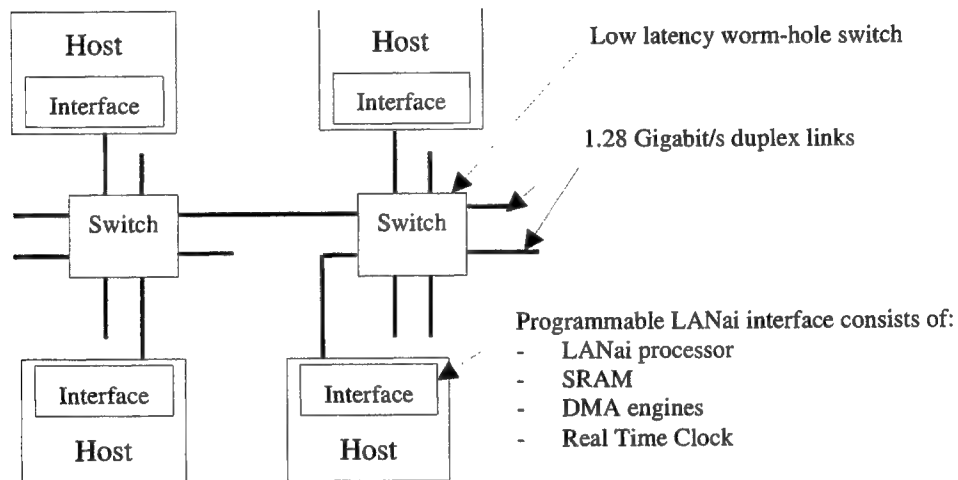 Host
Interface
Host
Interface
Low latency worm-hole switch
1.28 Gigabit/s duplex links
Switch
Switch
Programmable LANai interface consists of:
- LANai processor
- SRAM
- DMA engines
- Real Time Clock
Interface
Host
Interface
Host